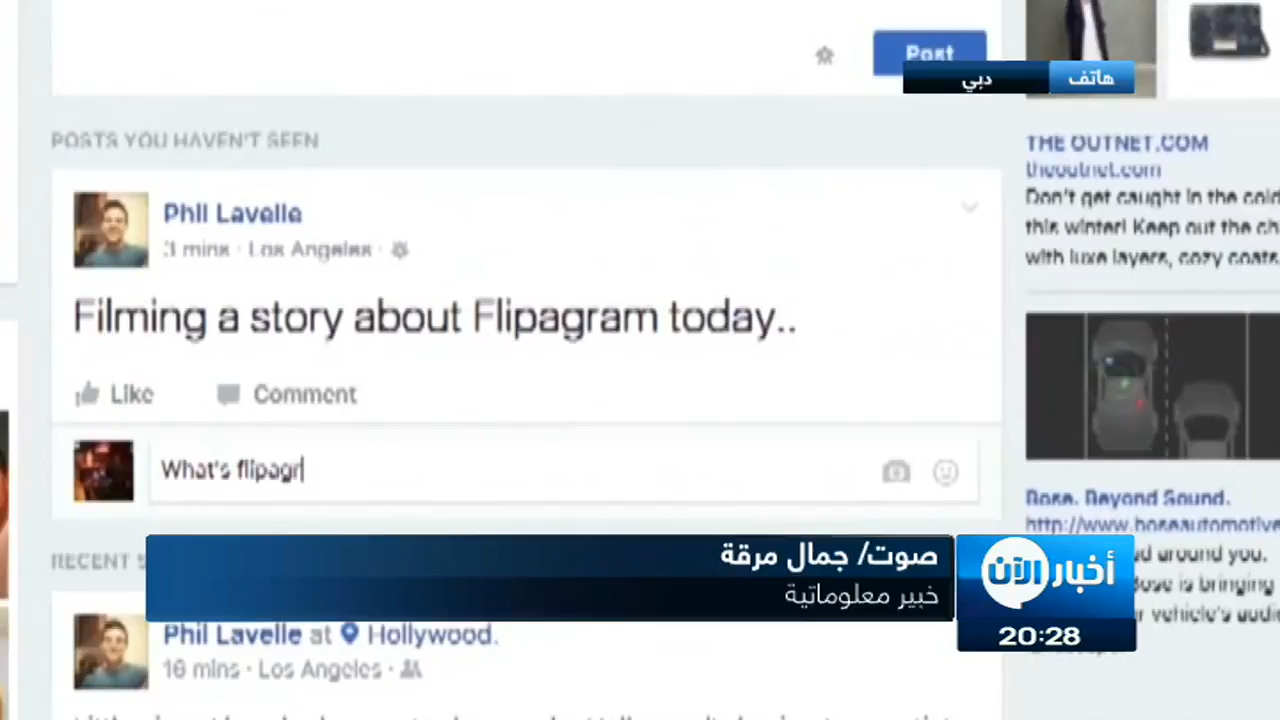 Post
هاتف
دبي
POSTS YOU HAVEN'T SEEN
Phil Lavelle
3 mins · Los Angeles ·
Filming a story about Flipagram today..
Like
Comment
What's flipagr
THE OUTNET.COM
theoutnet.com
Don't get caught in the cold
this winter! Keep out the
with luxe layers, cozy coats
Bose. Beyond Sound.
http://www.boseautomotive
around you.
Bose is bringing
vehicle's
RECENT
صوت/ جمال مرقة
خبير معلوماتية
أخبار الآن
20:28
Phil Lavelle at Hollywood.
16 mins · Los Angeles ·